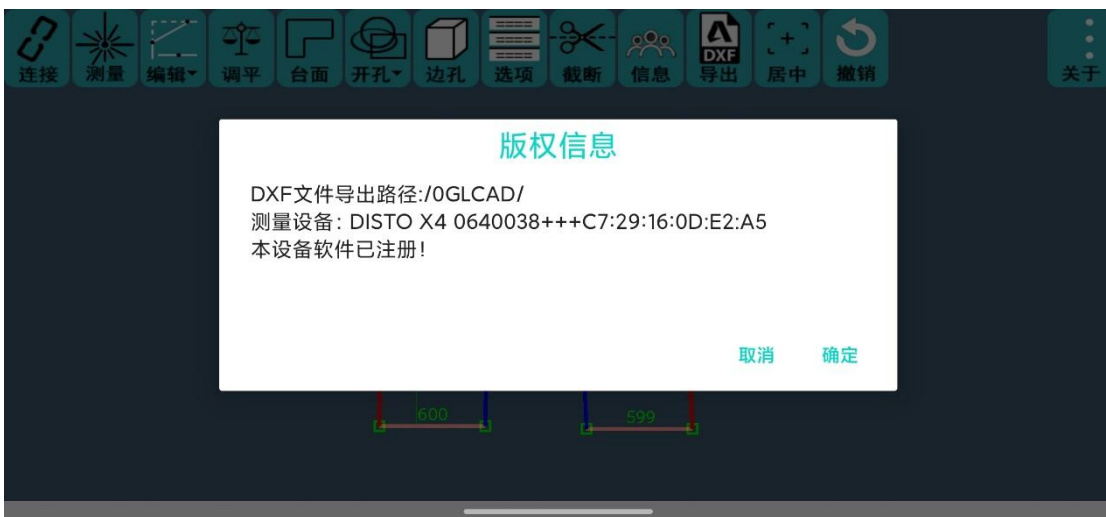 连接 测量 编辑 调平 台面 开孔 边孔 选项 截断 信息 DXF 导出 居中 撤销 关于
版权信息
DXF文件导出路径:/0GLCAD/
测量设备: DISTO X4 0640038+++C7:29:16:0D:E2:A5
本设备软件已注册!
取消 确定
600 599